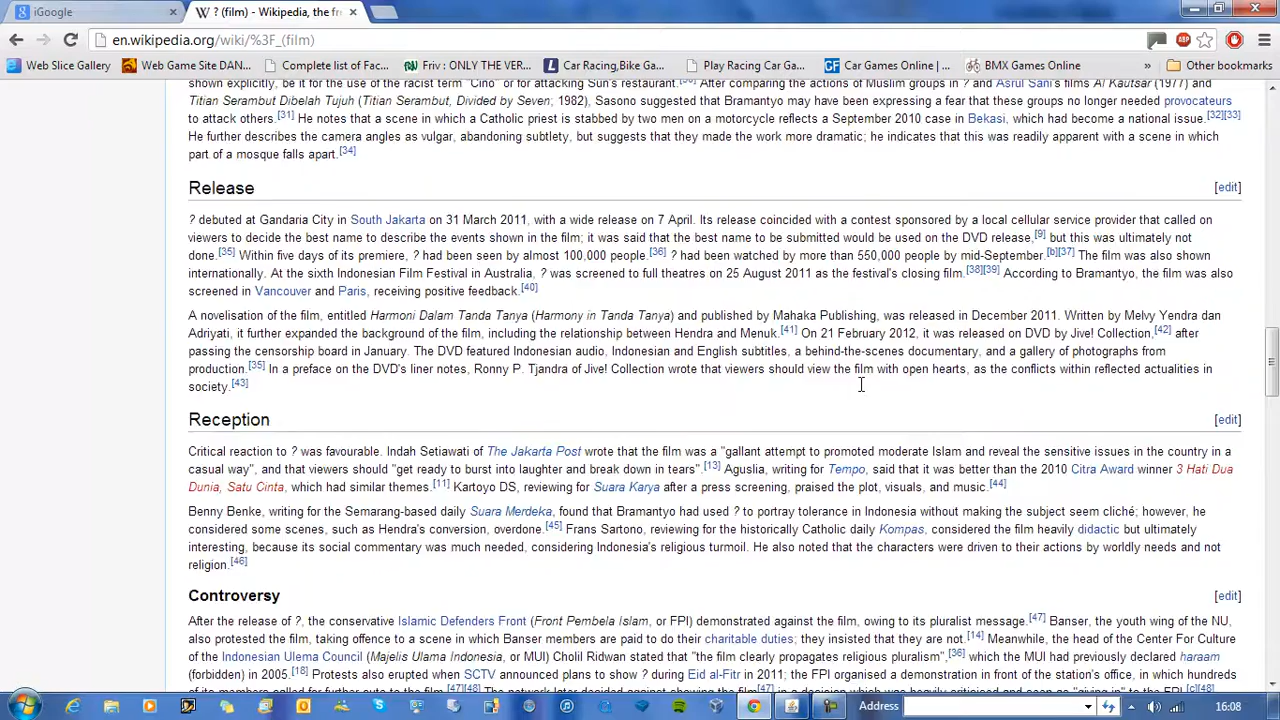 iGoogle
W ? (film) - Wikipedia, the fr
en.wikipedia.org/wiki/%3F_(film)
Web Slice Gallery
Web Game Site DAN...
Complete list of Fac...
Friv : ONLY THE VER...
Car Racing,Bike Gam...
Play Racing Car Ga...
GF Car Games Online | ...
BMX Games Online
»
Other bookmarks
shown explicitly, be it for the use of the racist term "Cino" or for attacking Sun's restaurant. After comparing the actions of Muslim groups in ? and Asrul Sani's films Al Kautsar (1977) and
Titian Serambut Dibelah Tujuh (Titian Serambut, Divided by Seven; 1982), Sasono suggested that Bramantyo may have been expressing a fear that these groups no longer needed provocateurs
to attack others.[31] He notes that a scene in which a Catholic priest is stabbed by two men on a motorcycle reflects a September 2010 case in Bekasi, which had become a national issue.[32][33]
He further describes the camera angles as vulgar, abandoning subtlety, but suggests that they made the work more dramatic; he indicates that this was readily apparent with a scene in which
part of a mosque falls apart.[34]
Release [edit]
? debuted at Gandaria City in South Jakarta on 31 March 2011, with a wide release on 7 April. Its release coincided with a contest sponsored by a local cellular service provider that called on
viewers to decide the best name to describe the events shown in the film; it was said that the best name to be submitted would be used on the DVD release,[9] but this was ultimately not
done.[35] Within five days of its premiere, ? had been seen by almost 100,000 people.[36] ? had been watched by more than 550,000 people by mid-September.[b][37] The film was also shown
internationally. At the sixth Indonesian Film Festival in Australia, ? was screened to full theatres on 25 August 2011 as the festival's closing film.[38][39] According to Bramantyo, the film was also
screened in Vancouver and Paris, receiving positive feedback.[40]
A novelisation of the film, entitled Harmoni Dalam Tanda Tanya (Harmony in Tanda Tanya) and published by Mahaka Publishing, was released in December 2011. Written by Melvy Yendra dan
Adriyati, it further expanded the background of the film, including the relationship between Hendra and Menuk.[41] On 21 February 2012, it was released on DVD by Jive! Collection,[42] after
passing the censorship board in January. The DVD featured Indonesian audio, Indonesian and English subtitles, a behind-the-scenes documentary, and a gallery of photographs from
production.[35] In a preface on the DVD's liner notes, Ronny P. Tjandra of Jive! Collection wrote that viewers should view the film with open hearts, as the conflicts within reflected actualities in
society.[43]
Reception [edit]
Critical reaction to ? was favourable. Indah Setiawati of The Jakarta Post wrote that the film was a "gallant attempt to promoted moderate Islam and reveal the sensitive issues in the country in a
casual way", and that viewers should "get ready to burst into laughter and break down in tears".[13] Aguslia, writing for Tempo, said that it was better than the 2010 Citra Award winner 3 Hati Dua
Dunia, Satu Cinta, which had similar themes.[11] Kartoyo DS, reviewing for Suara Karya after a press screening, praised the plot, visuals, and music.[44]
Benny Benke, writing for the Semarang-based daily Suara Merdeka, found that Bramantyo had used ? to portray tolerance in Indonesia without making the subject seem cliché; however, he
considered some scenes, such as Hendra's conversion, overdone.[45] Frans Sartono, reviewing for the historically Catholic daily Kompas, considered the film heavily didactic but ultimately
interesting, because its social commentary was much needed, considering Indonesia's religious turmoil. He also noted that the characters were driven to their actions by worldly needs and not
religion.[46]
Controversy [edit]
After the release of ?, the conservative Islamic Defenders Front (Front Pembela Islam, or FPI) demonstrated against the film, owing to its pluralist message.[47] Banser, the youth wing of the NU,
also protested the film, taking offence to a scene in which Banser members are paid to do their charitable duties; they insisted that they are not.[14] Meanwhile, the head of the Center For Culture
of the Indonesian Ulema Council (Majelis Ulama Indonesia, or MUI) Cholil Ridwan stated that "the film clearly propagates religious pluralism",[36] which the MUI had previously declared haraam
(forbidden) in 2005.[18] Protests also erupted when SCTV announced plans to show ? during Eid al-Fitr in 2011; the FPI organised a demonstration in front of the station's office, in which hundreds
Address
16:08